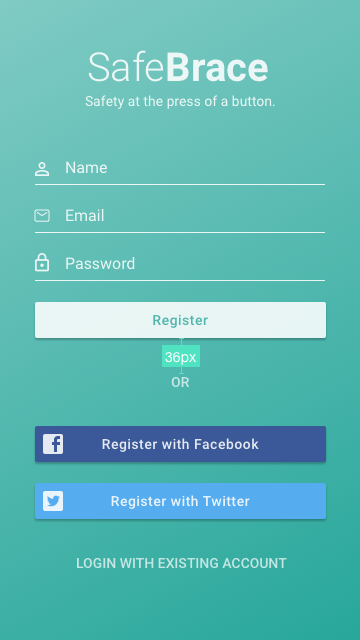 SafeBrace
Safety at the press of a button.
Name
Email
Password
Register
36px
OR
Register with Facebook
Register with Twitter
LOGIN WITH EXISTING ACCOUNT